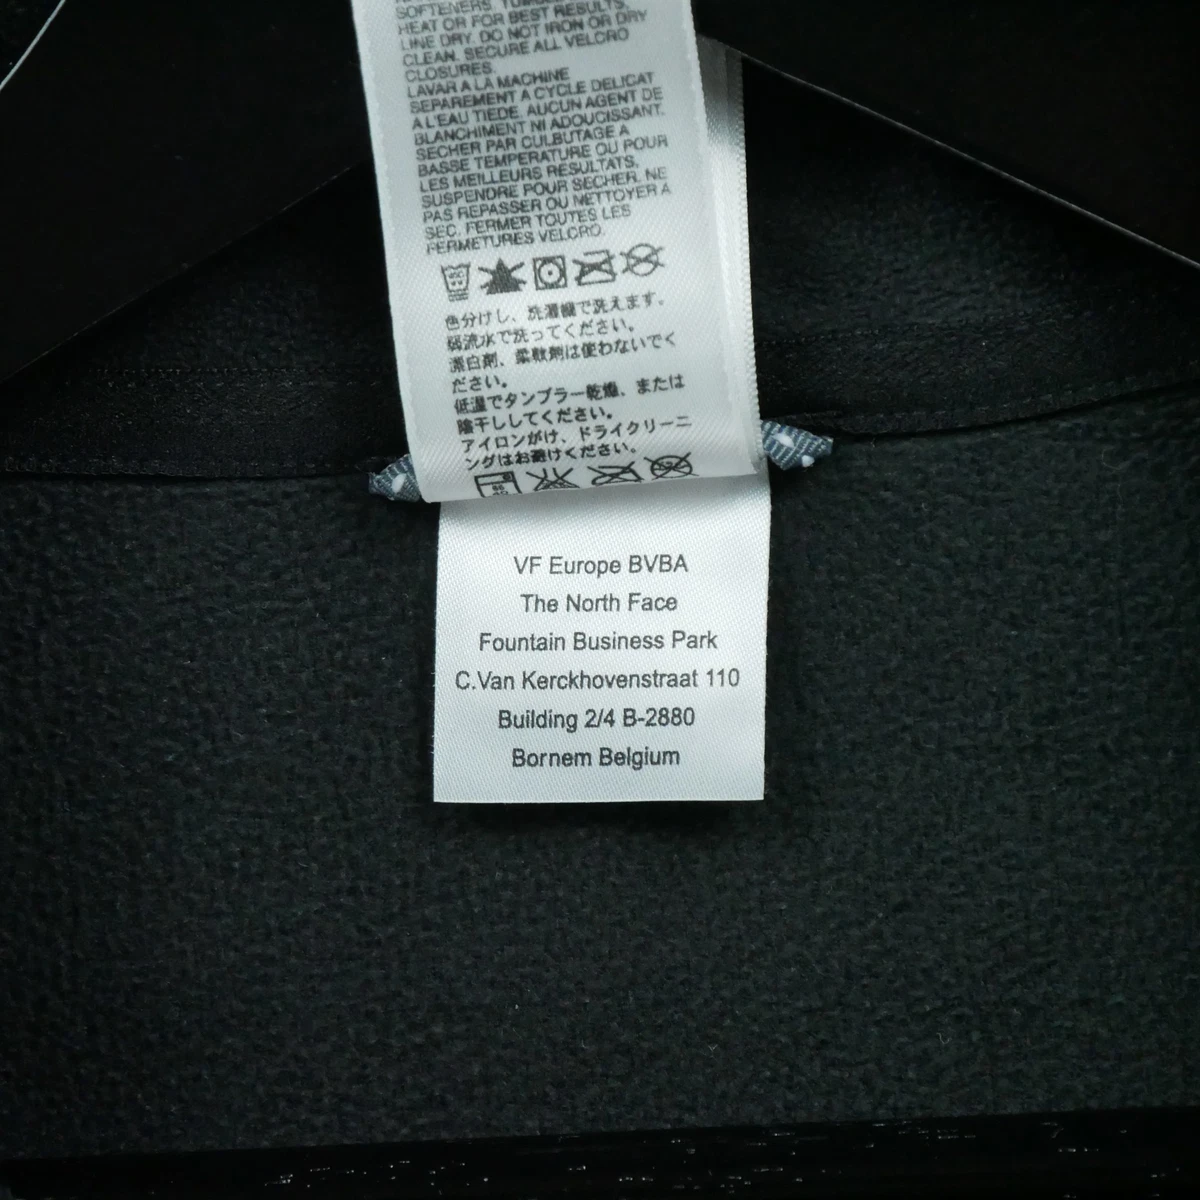 SOFTENERS. TUMBLE
HEAT OR FOR BEST RESULTS,
LINE DRY. DO NOT IRON OR DRY
CLEAN. SECURE ALL VELCRO
CLOSURES.
LAVAR A LA MACHINE
SEPAREMENT A CYCLE DELICAT
A L'EAU TIEDE. AUCUN AGENT DE
BLANCHIMENT NI ADOUCISSANT.
SECHER PAR CULBUTAGE A
BASSE TEMPERATURE OU POUR
LES MEILLEURS RESULTATS,
SUSPENDRE POUR SECHER. NE
PAS REPASSER OU NETTOYER A
SEC. FERMER TOUTES LES
FERMETURES VELCRO.
色分けし、洗濯機で洗えます。
弱流水で洗ってください。
漂白剤、柔軟剤は使わないでく
ださい。
低温でタンブラー乾燥、または
陰干ししてください。
アイロンがけ、ドライクリーニ
ングはお避けください。
VF Europe BVBA
The North Face
Fountain Business Park
C.Van Kerckhovenstraat 110
Building 2/4 B-2880
Bornem Belgium